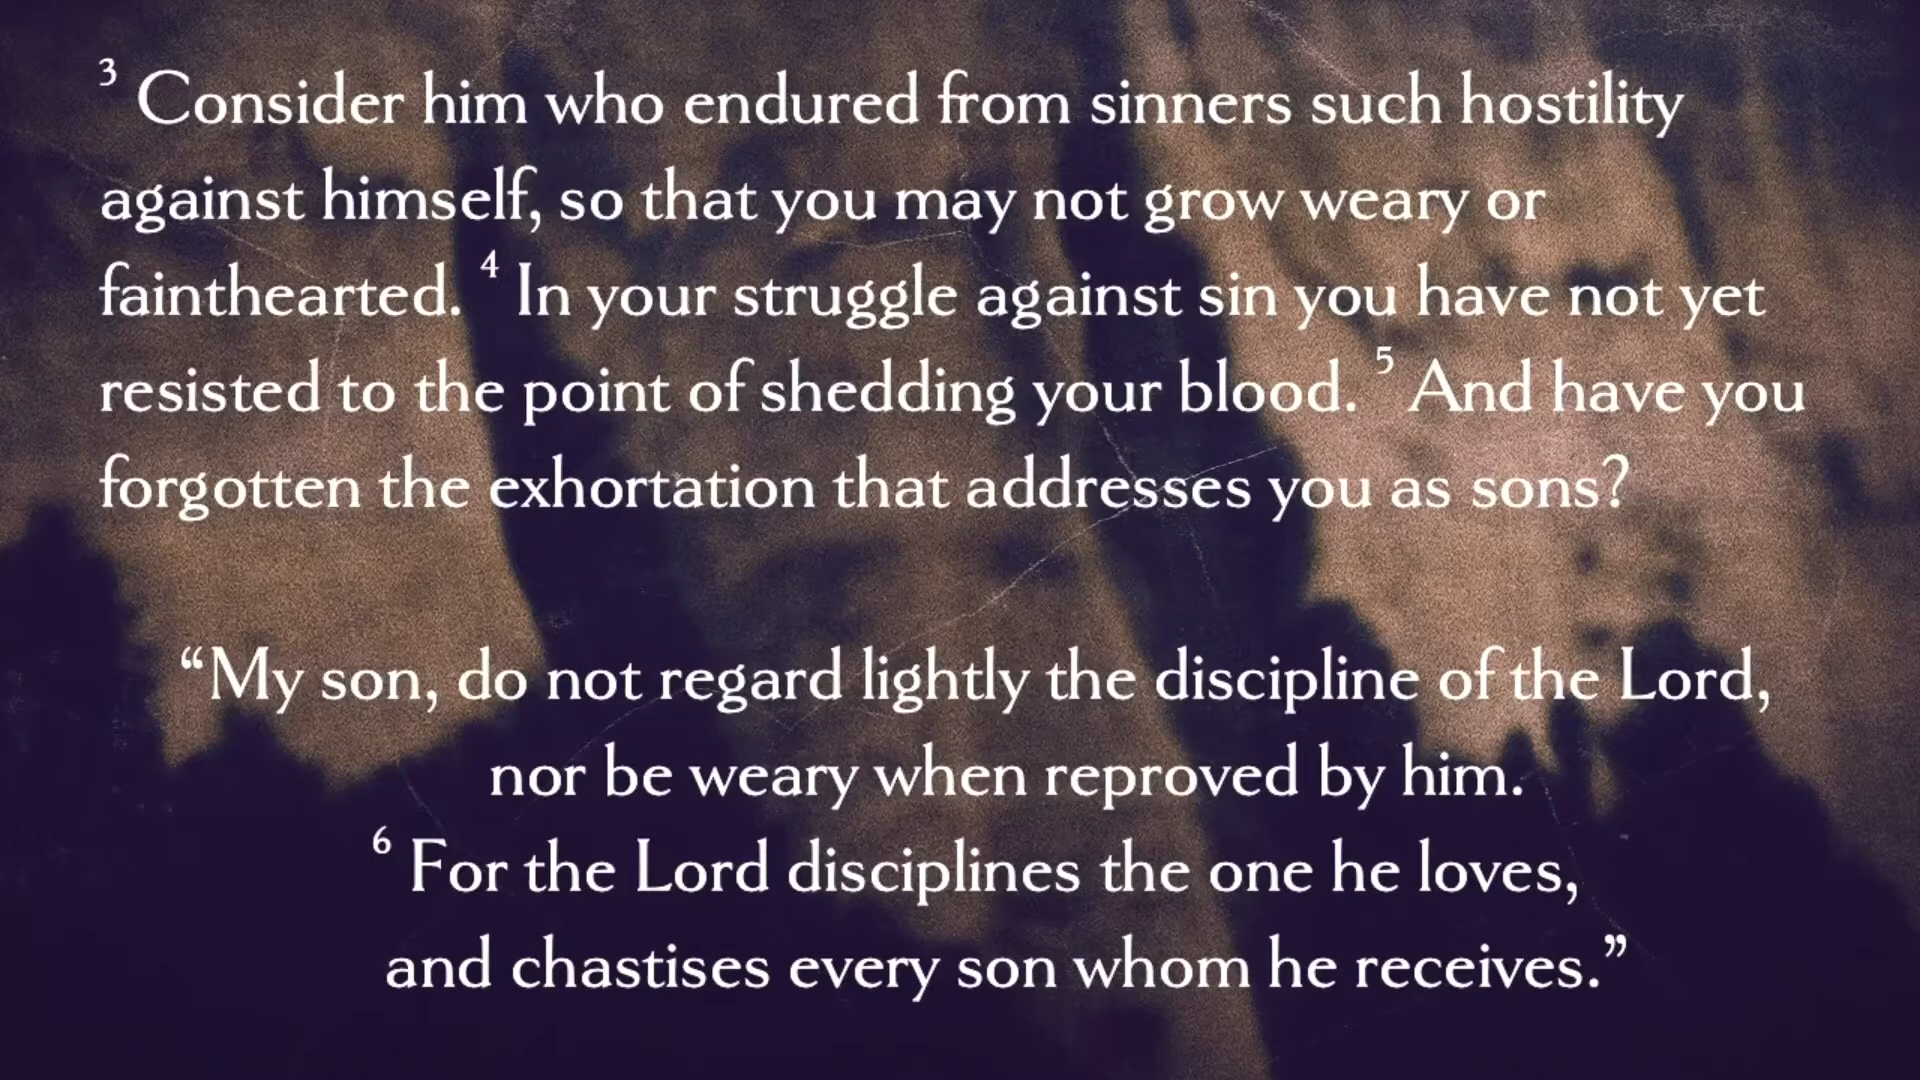 3 Consider him who endured from sinners such hostility
against himself, so that you may not grow weary or
fainthearted. 4 In your struggle against sin you have not yet
resisted to the point of shedding your blood. 5 And have you
forgotten the exhortation that addresses you as sons?
“My son, do not regard lightly the discipline of the Lord,
nor be weary when reproved by him.
6 For the Lord disciplines the one he loves,
and chastises every son whom he receives.”